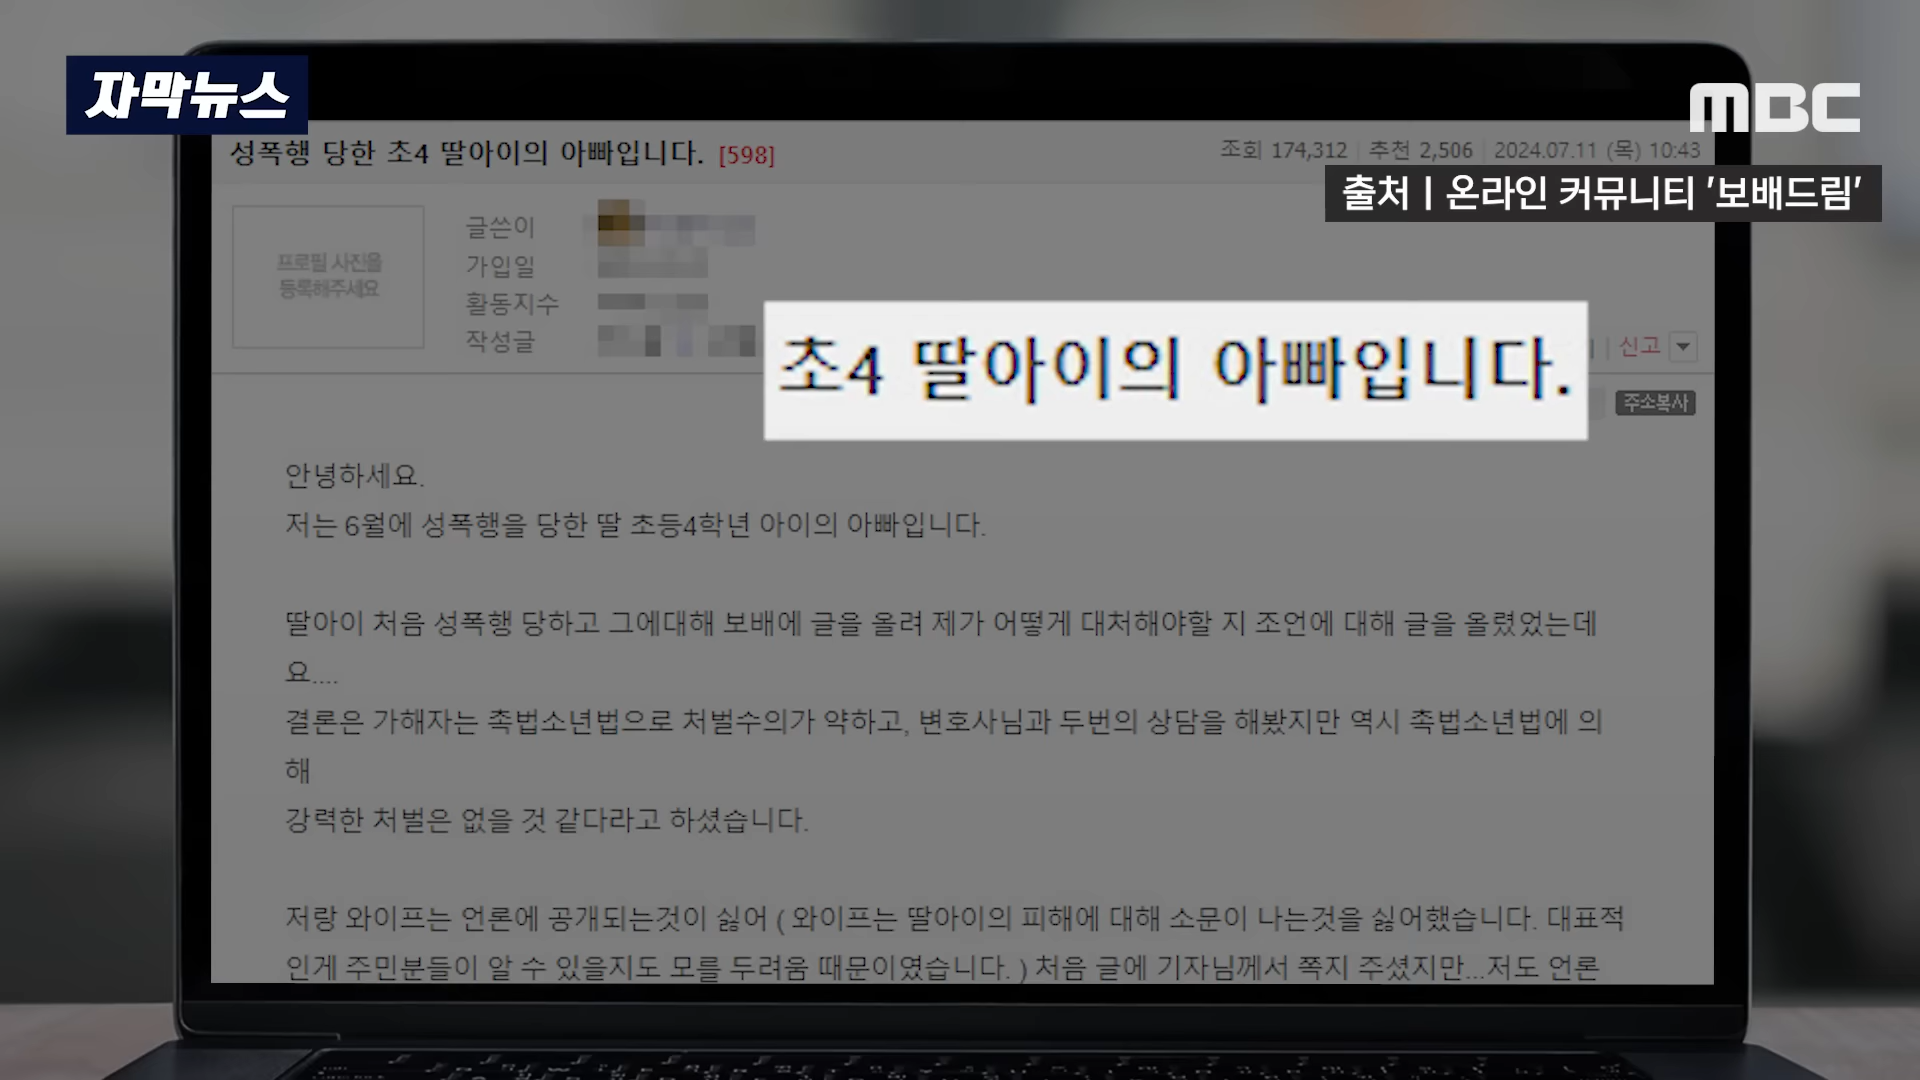 자막뉴스
MBC
성폭행 당한 초4 딸아이의 아빠입니다. [598]
조회 174,312 | 추천 2,506 | 2024.07.11 (목) 10:43
출처 | 온라인 커뮤니티 '보배드림'
프로필 사진을
등록해주세요
글쓴이
가입일
활동지수
작성글
초4 딸아이의 아빠입니다.
신고
주소복사
안녕하세요.
저는 6월에 성폭행을 당한 딸 초등4학년 아이의 아빠입니다.
딸아이 처음 성폭행 당하고 그에대해 보배에 글을 올려 제가 어떻게 대처해야할 지 조언에 대해 글을 올렸었는데
요....
결론은 가해자는 촉법소년법으로 처벌수의가 약하고, 변호사님과 두번의 상담을 해봤지만 역시 촉법소년법에 의
해
강력한 처벌은 없을 것 같다라고 하셨습니다.
저랑 와이프는 언론에 공개되는것이 싫어 ( 와이프는 딸아이의 피해에 대해 소문이 나는것을 싫어했습니다. 대표적
인게 주민분들이 알 수 있을지도 모를 두려움 때문이였습니다. ) 처음 글에 기자님께서 쪽지 주셨지만...저도 언론